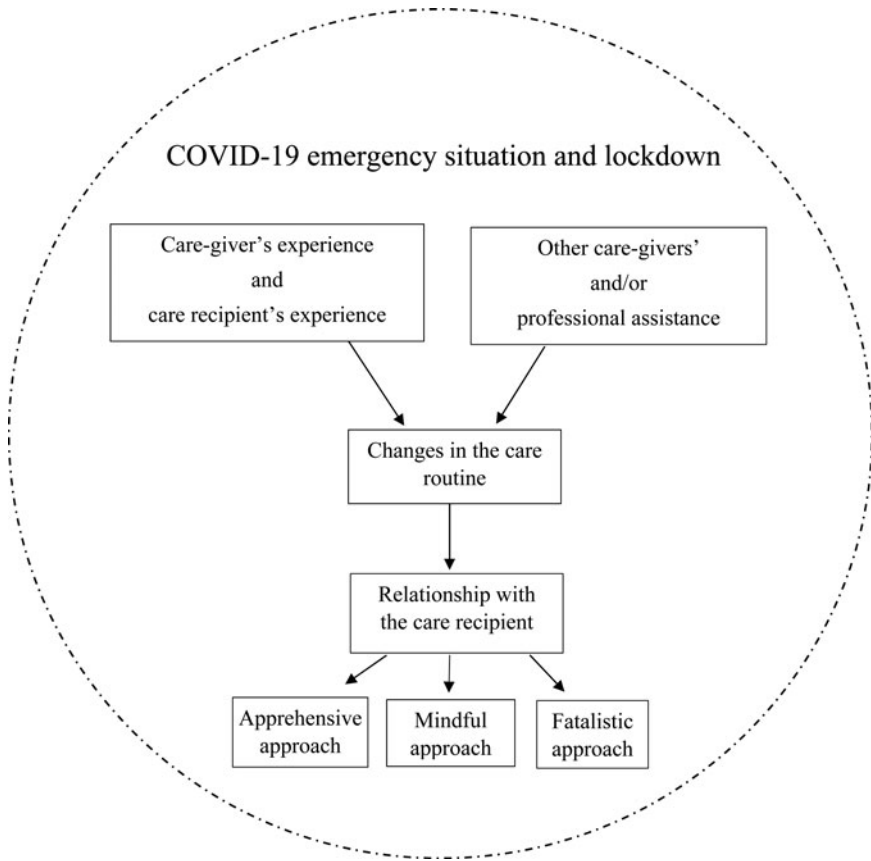 COVID-19 emergency situation and lockdown
Care-giver's experience
and
care recipient's experience
Other care-givers'
and/or
professional assistance
Changes in the care
routine
Relationship with
the care recipient
Apprehensive
approach
Mindful
approach
Fatalistic
approach